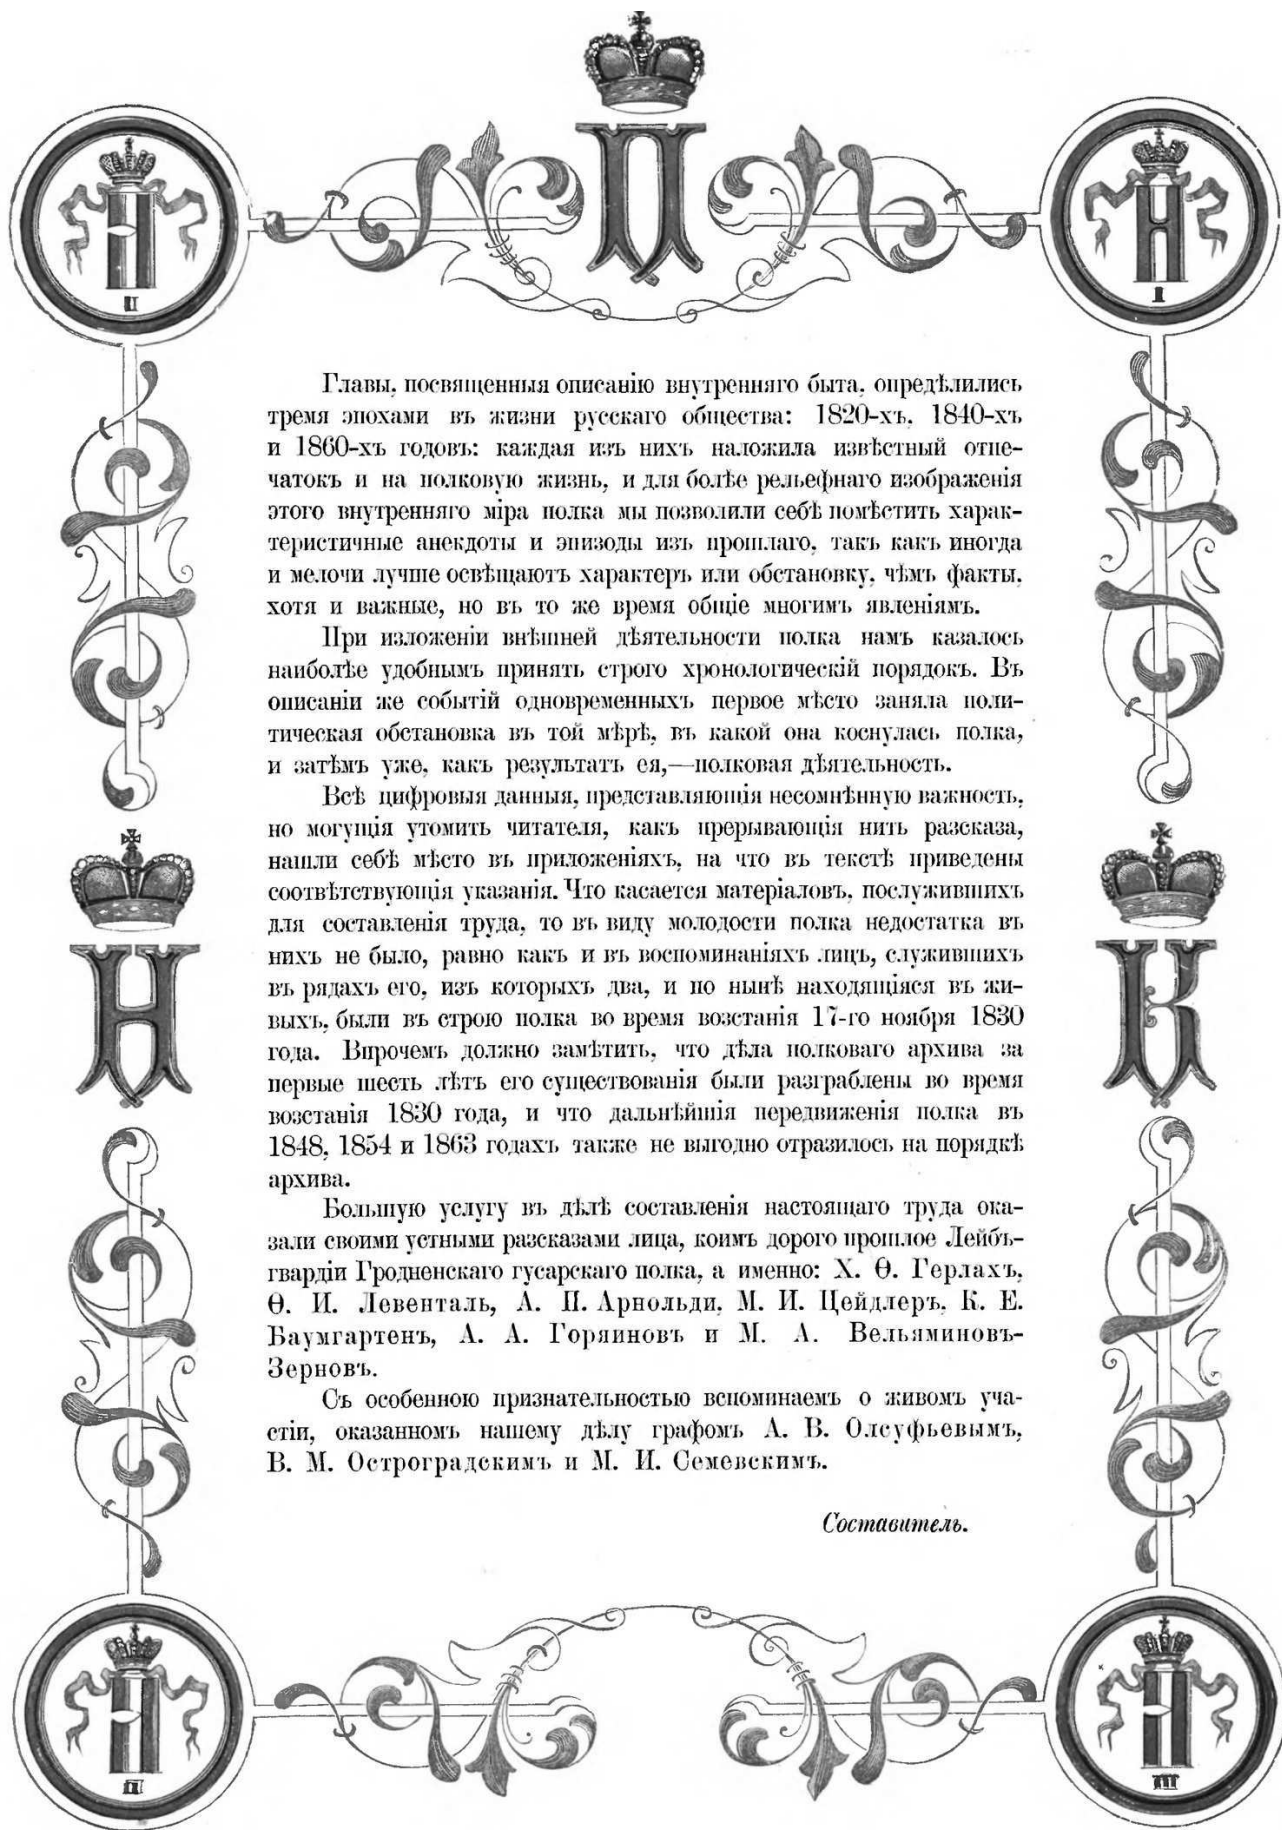 Главы, посвященныя описанію внутренняго быта, опредѣлились
тремя эпохами въ жизни русскаго общества: 1820-хъ, 1840-хъ
и 1860-хъ годовъ: каждая изъ нихъ наложила извѣстный отпе-
чатокъ и на полковую жизнь, и для болѣе рельефнаго изображенія
этого внутренняго міра полка мы позволили себѣ помѣстить харак-
теристичные анекдоты и эпизоды изъ прошлаго, такъ какъ иногда
и мелочи лучше освѣщаютъ характеръ или обстановку, чѣмъ факты,
хотя и важные, но въ то же время общіе многимъ явленіямъ.
При изложеніи внѣшней дѣятельности полка намъ казалось
наиболѣе удобнымъ принять строго хронологическій порядокъ. Въ
описаніи же событій одновременныхъ первое мѣсто заняла поли-
тическая обстановка въ той мѣрѣ, въ какой она коснулась полка,
и затѣмъ уже, какъ результатъ ея,—полковая дѣятельность.
Всѣ цифровыя данныя, представляющія несомнѣнную важность,
но могущія утомить читателя, какъ прерывающія нить разсказа,
нашли себѣ мѣсто въ приложеніяхъ, на что въ текстѣ приведены
соотвѣтствующія указанія. Что касается матеріаловъ, послужившихъ
для составленія труда, то въ виду молодости полка недостатка въ
нихъ не было, равно какъ и въ воспоминаніяхъ лицъ, служившихъ
въ рядахъ его, изъ которыхъ два, и по нынѣ находящіяся въ жи-
выхъ, были въ строю полка во время возстанія 17-го ноября 1830
года. Впрочемъ должно замѣтить, что дѣла полковаго архива за
первые шесть лѣтъ его существованія были разграблены во время
возстанія 1830 года, и что дальнѣйшія передвиженія полка въ
1848, 1854 и 1863 годахъ также не выгодно отразилось на порядкѣ
архива.
Большую услугу въ дѣлѣ составленія настоящаго труда ока-
зали своими устными разсказами лица, коимъ дорого прошлое Лейбъ-
гвардіи Гродненскаго гусарскаго полка, а именно: Х. Ѳ. Герлахъ,
Ѳ. И. Левенталь, А. П. Арнольди, М. И. Цейдлеръ, К. Е.
Баумгартенъ, А. А. Горяиновъ и М. А. Вельяминовъ-
Зерновъ.
Съ особенною признательностью вспоминаемъ о живомъ уча-
стіи, оказанномъ нашему дѣлу графомъ А. В. Олсуфьевымъ,
В. М. Остроградскимъ и М. И. Семевскимъ.
Составитель.